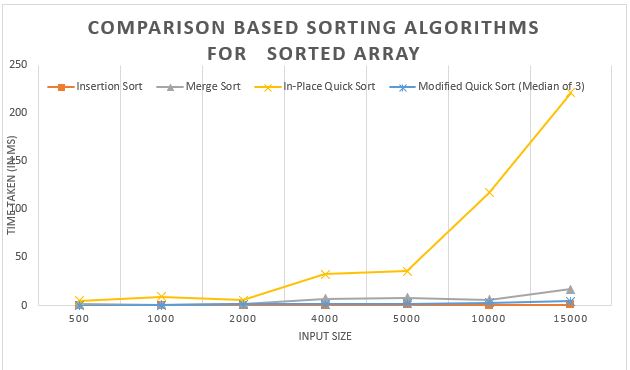 COMPARISON BASED SORTING ALGORITHMS
FOR SORTED ARRAY
Insertion Sort Merge Sort In-Place Quick Sort Modified Quick Sort (Median of 3)
TIME TAKEN (IN MS)
250
200
150
100
50
0
500 1000 2000 4000 5000 10000 15000
INPUT SIZE